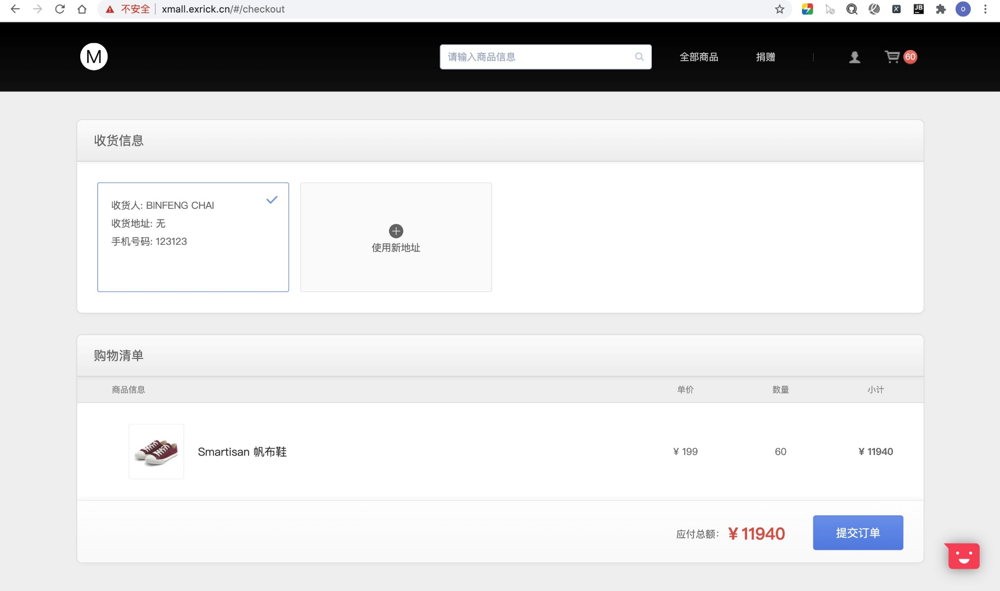 不安全 xmall.exrick.cn/#/checkout JB O
M 请输入商品信息 全部商品 捐赠 60
收货信息
收货人: BINFENG CHAI
收货地址: 无
手机号码: 123123
使用新地址
购物清单
商品信息 单价 数量 小计
Smartisan 帆布鞋 ¥ 199 60 ¥ 11940
应付总额： ¥ 11940 提交订单